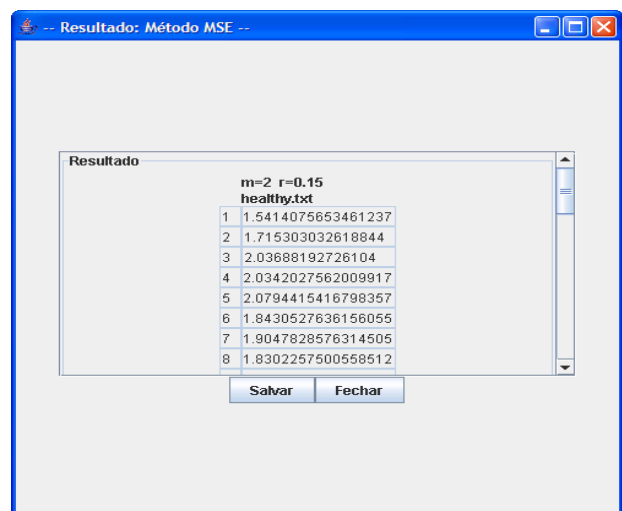 -- Resultado: Método MSE --
Resultado
m=2 r=0.15
healthy.txt
1 1.5414075653461237
2 1.715303032618844
3 2.03688192726104
4 2.0342027562009917
5 2.0794415416798357
6 1.8430527636156055
7 1.9047828576314505
8 1.8302257500558512
Salvar Fechar